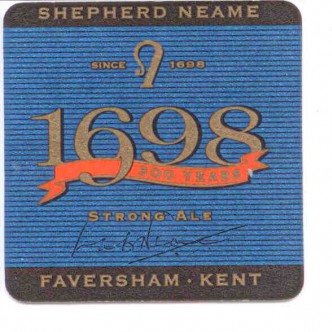 SHEPHERD NEAME
SINCE 1698
1698
300 YEARS
STRONG ALE
FAVERSHAM · KENT